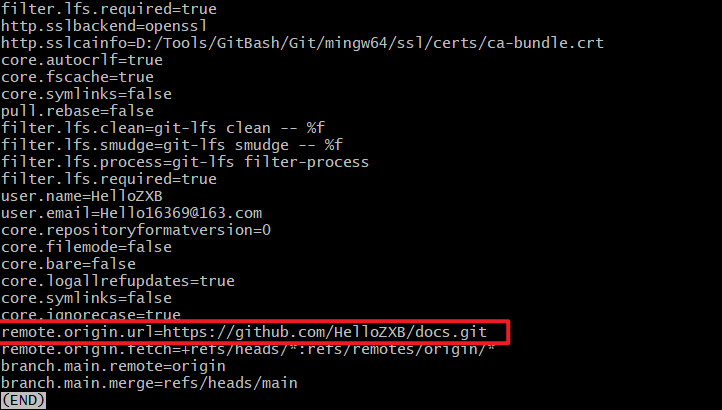 filter.lfs.required=true
http.sslbackend=openssl
http.sslcainfo=D:/Tools/GitBash/Git/mingw64/ssl/certs/ca-bundle.crt
core.autocrlf=true
core.fscache=true
core.symlinks=false
pull.rebase=false
filter.lfs.clean=git-lfs clean -- %f
filter.lfs.smudge=git-lfs smudge -- %f
filter.lfs.process=git-lfs filter-process
filter.lfs.required=true
user.name=HelloZXB
user.email=Hello16369@163.com
core.repositoryformatversion=0
core.filemode=false
core.bare=false
core.logallrefupdates=true
core.symlinks=false
core.ignorecase=true
remote.origin.url=https://github.com/HelloZXB/docs.git
remote.origin.fetch=+refs/heads/*:refs/remotes/origin/*
branch.main.remote=origin
branch.main.merge=refs/heads/main
(END)